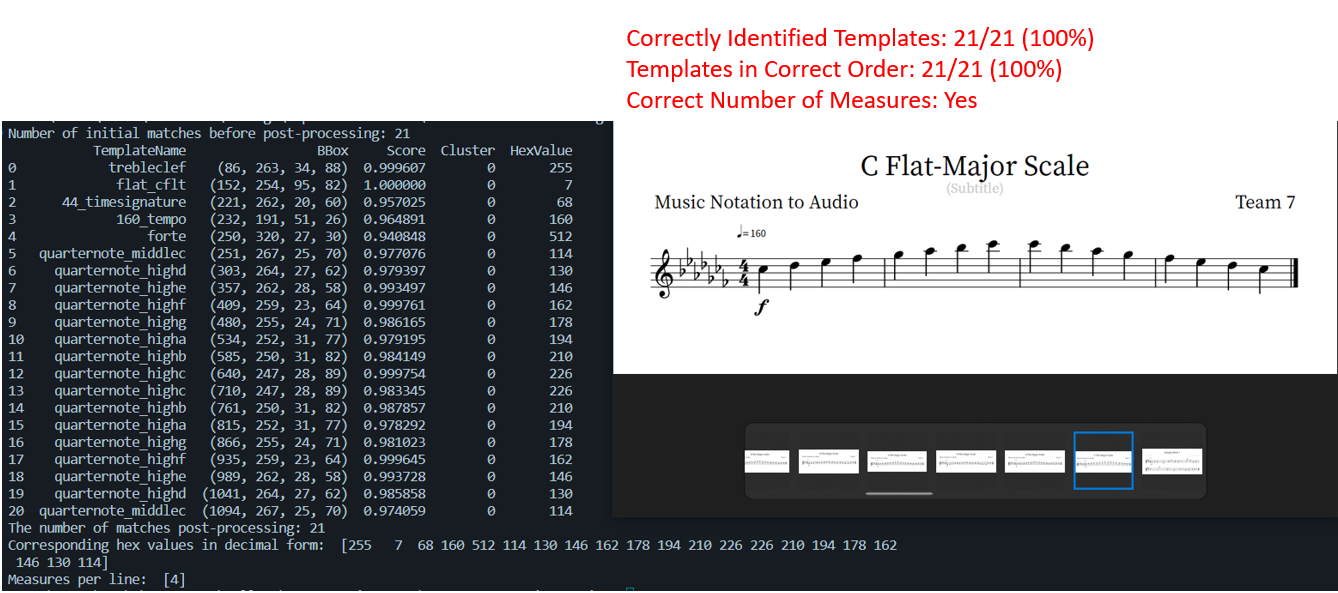 Correctly Identified Templates: 21/21 (100%)
Templates in Correct Order: 21/21 (100%)
Correct Number of Measures: Yes
Number of initial matches before post-processing: 21
TemplateName BBox Score Cluster HexValue
0 trebleclef (86, 263, 34, 88) 0.999607 0 255
1 flat_cflt (152, 254, 95, 82) 1.000000 0 7
2 44_timesignature (221, 262, 20, 60) 0.957025 0 68
3 160_tempo (232, 191, 51, 26) 0.964891 0 160
4 forte (250, 320, 27, 30) 0.940848 0 512
5 quarternote_middlec (251, 267, 25, 70) 0.977076 0 114
6 quarternote_highd (303, 264, 27, 62) 0.979397 0 130
7 quarternote_highe (357, 262, 28, 58) 0.993497 0 146
8 quarternote_highf (409, 259, 23, 64) 0.999761 0 162
9 quarternote_highg (480, 255, 24, 71) 0.986165 0 178
10 quarternote_higha (534, 252, 31, 77) 0.979195 0 194
11 quarternote_highb (585, 250, 31, 82) 0.984149 0 210
12 quarternote_highc (640, 247, 28, 89) 0.999754 0 226
13 quarternote_highc (710, 247, 28, 89) 0.983345 0 226
14 quarternote_highb (761, 250, 31, 82) 0.987857 0 210
15 quarternote_higha (815, 252, 31, 77) 0.978292 0 194
16 quarternote_highg (866, 255, 24, 71) 0.981023 0 178
17 quarternote_highf (935, 259, 23, 64) 0.999645 0 162
18 quarternote_highe (989, 262, 28, 58) 0.993728 0 146
19 quarternote_highd (1041, 264, 27, 62) 0.985858 0 130
20 quarternote_middlec (1094, 267, 25, 70) 0.974059 0 114
The number of matches post-processing: 21
Corresponding hex values in decimal form: [255 7 68 160 512 114 130 146 162 178 194 210 226 226 210 194 178 162
146 130 114]
Measures per line: [4]
C Flat-Major Scale
(Subtitle)
Music Notation to Audio Team 7
♩=160
4
4
f